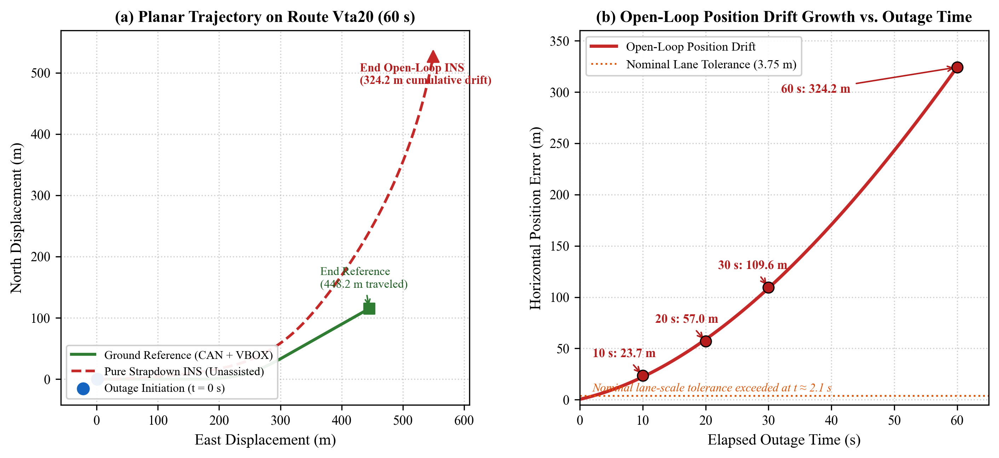 (a) Planar Trajectory on Route Vta20 (60 s)
North Displacement (m)
500
400
300
200
100
0
End Open-Loop INS
(324.2 m cumulative drift)
End Reference
(448.2 m traveled)
Ground Reference (CAN + VBOX)
Pure Strapdown INS (Unassisted)
Outage Initiation (t = 0 s)
0 100 200 300 400 500 600
East Displacement (m)
(b) Open-Loop Position Drift Growth vs. Outage Time
Horizontal Position Error (m)
350
300
250
200
150
100
50
0
Open-Loop Position Drift
Nominal Lane Tolerance (3.75 m)
60 s: 324.2 m
30 s: 109.6 m
20 s: 57.0 m
10 s: 23.7 m
Nominal lane-scale tolerance exceeded at t ≈ 2.1 s
0 10 20 30 40 50 60
Elapsed Outage Time (s)